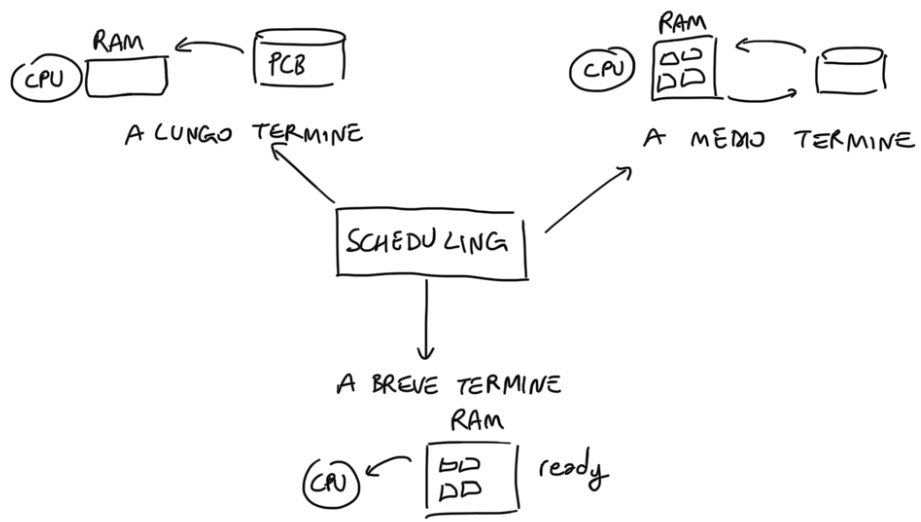 RAM
CPU
PCB
A LUNGO TERMINE
RAM
CPU
A MEDIO TERMINE
SCHEDULING
A BREVE TERMINE
RAM
CPU
ready